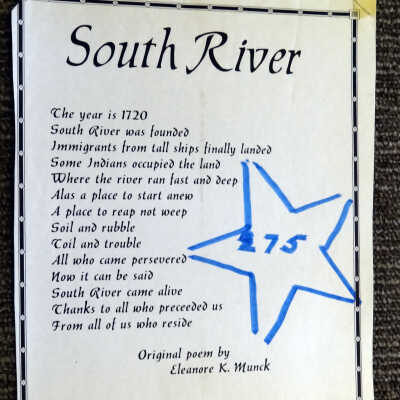 South River
The year is 1720
South River was founded
Immigrants from tall ships finally landed
Some Indians occupied the land
Where the river ran fast and deep
Alas a place to start anew
A place to reap not weep
Soil and rubble
Toil and trouble
All who came persevered
Now it can be said
South River came alive
Thanks to all who preceeded us
From all of us who reside
275
Original poem by
Eleanore K. Munck